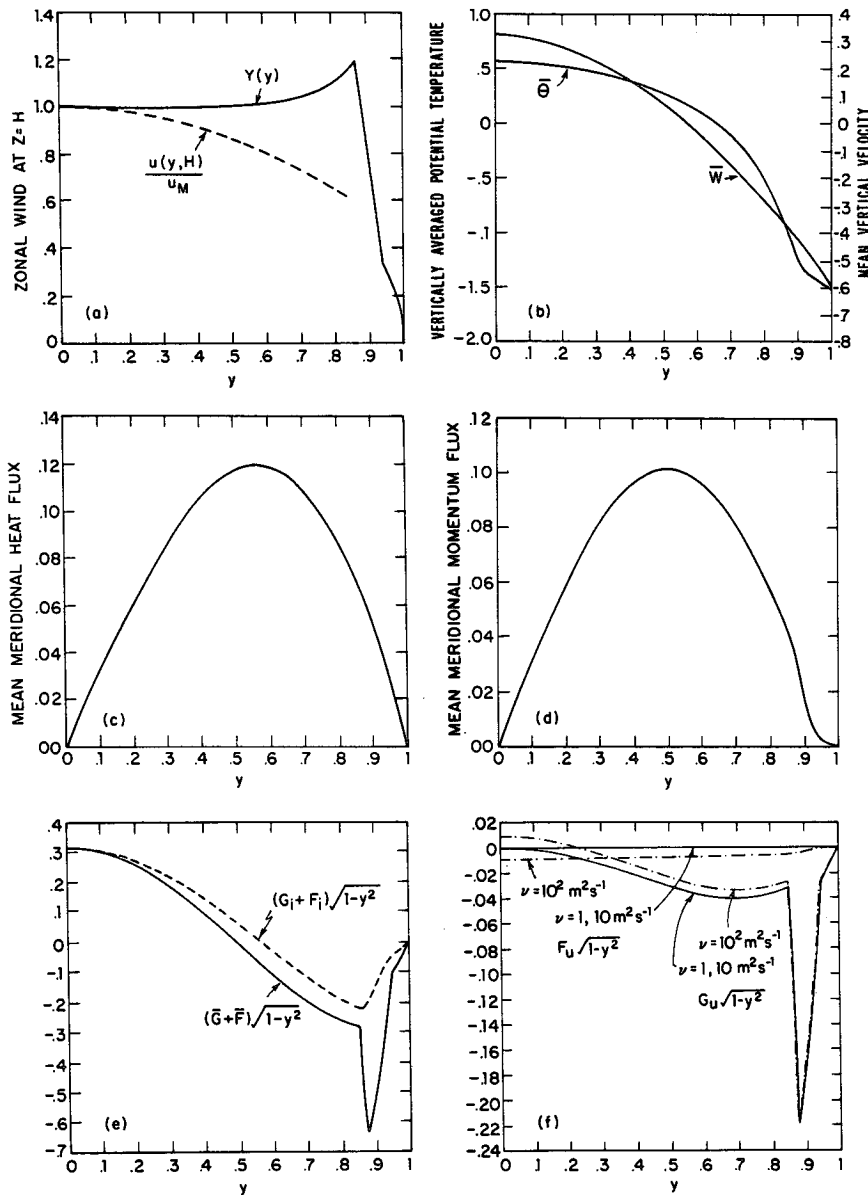 ZONAL WIND AT Z= H
1.4
1.2
1.0
.8
.6
.4
.2
0
Y(y)
u(y,H)
u_M
(a)
0 .1 .2 .3 .4 .5 .6 .7 .8 .9 1
y
VERTICALLY AVERAGED POTENTIAL TEMPERATURE
1.0
0.5
0
-.5
-1.0
-1.5
-2.0
Θ̅
W̅
(b)
MEAN VERTICAL VELOCITY
.4
.3
.2
.1
0
-.1
-.2
-.3
-.4
-.5
-.6
-.7
-.8
0 .1 .2 .3 .4 .5 .6 .7 .8 .9 1
y
MEAN MERIDIONAL HEAT FLUX
.14
.12
.10
.08
.06
.04
.02
00
(c)
0 .1 .2 .3 .4 .5 .6 .7 .8 .9 1
y
MEAN MERIDIONAL MOMENTUM FLUX
.12
.10
.08
.06
.04
.02
00
(d)
0 .1 .2 .3 .4 .5 .6 .7 .8 .9 1
y
.4
.3
.2
.1
0
-.1
-.2
-.3
-.4
-.5
-.6
-.7
(G_i + F_i)√1-y²
(G̅+F̅)√1-y²
(e)
0 .1 .2 .3 .4 .5 .6 .7 .8 .9 1
y
.02
0
-.02
-.04
-.06
-.08
-.10
-.12
-.14
-.16
-.18
-.20
-.22
-.24
ν=10² m²s⁻¹
ν = 1, 10 m²s⁻¹
F_u√1-y²
ν=10² m²s⁻¹
ν = 1, 10 m²s⁻¹
G_u√1-y²
(f)
0 .1 .2 .3 .4 .5 .6 .7 .8 .9 1
y